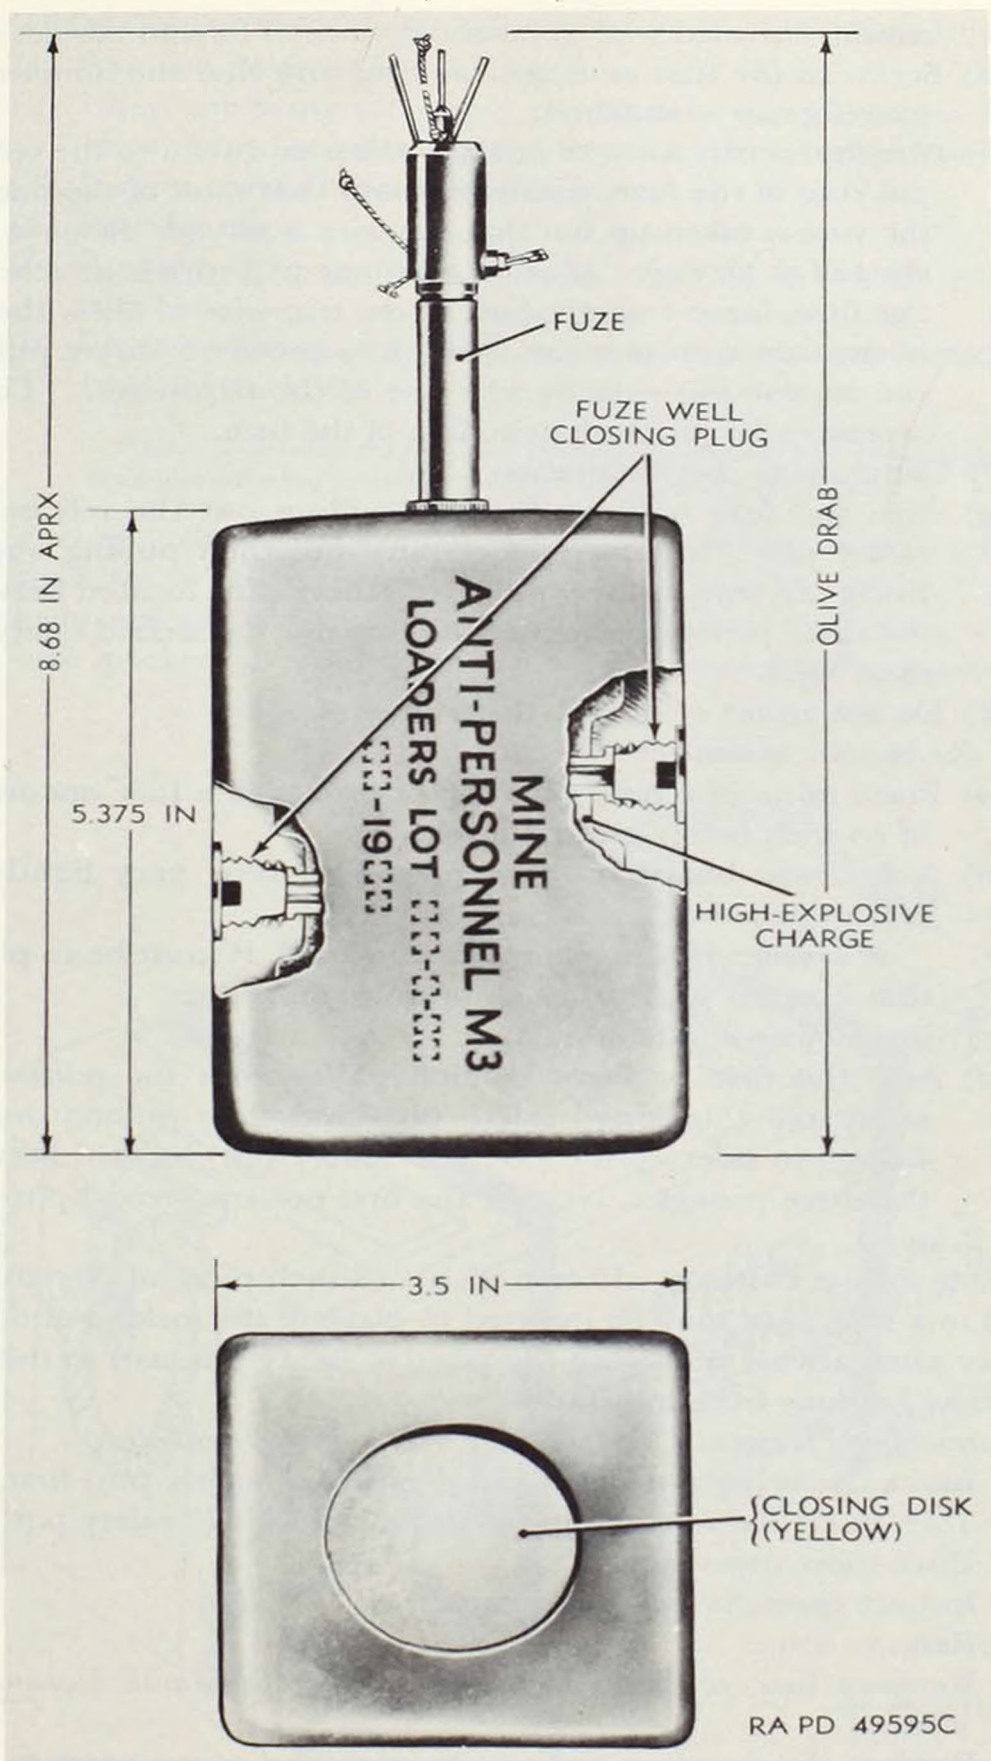 FUZE
FUZE WELL
CLOSING PLUG
8.68 IN APRX
OLIVE DRAB
5.375 IN
MINE
ANTI-PERSONNEL M3
LOADERS LOT
-19
HIGH-EXPLOSIVE
CHARGE
3.5 IN
CLOSING DISK
(YELLOW)
RA PD 49595C